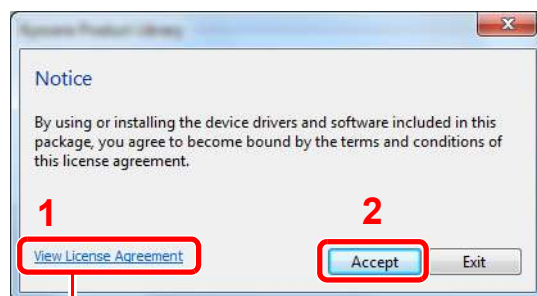 Notice
By using or installing the device drivers and software included in this
package, you agree to become bound by the terms and conditions of
this license agreement.
1
2
View License Agreement
Accept
Exit